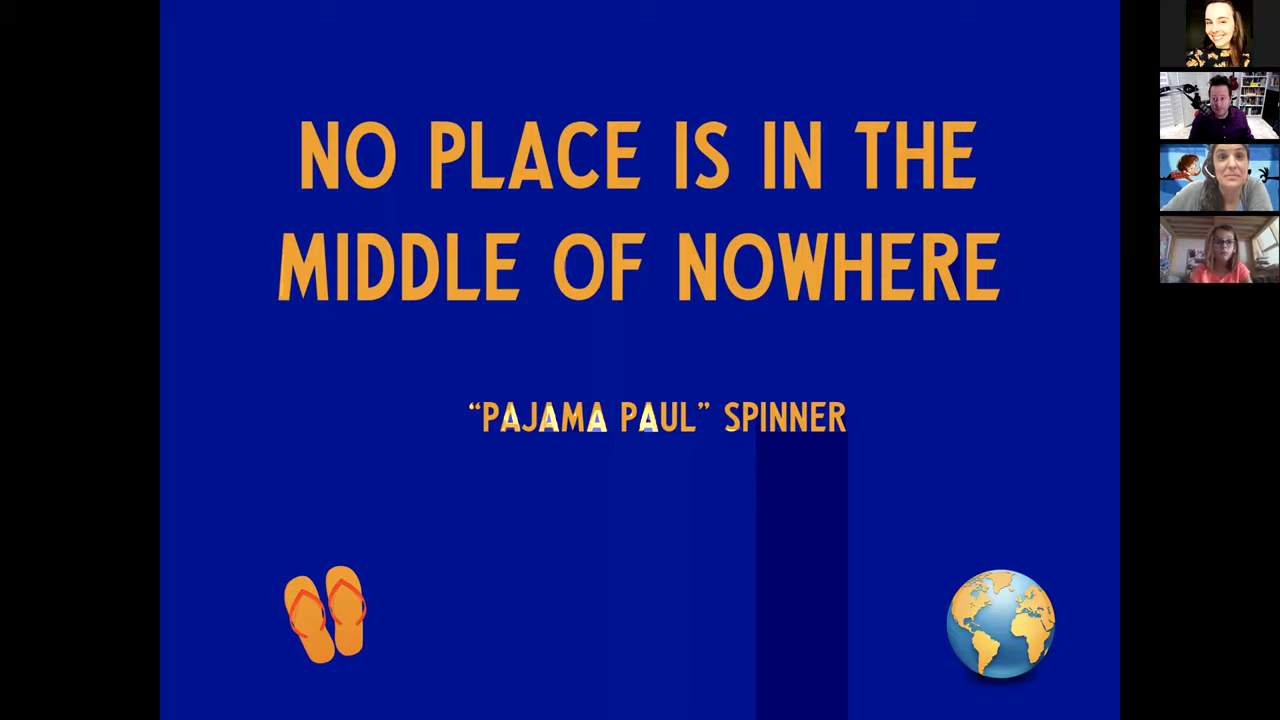 NO PLACE IS IN THE
MIDDLE OF NOWHERE
“PAJAMA PAUL” SPINNER